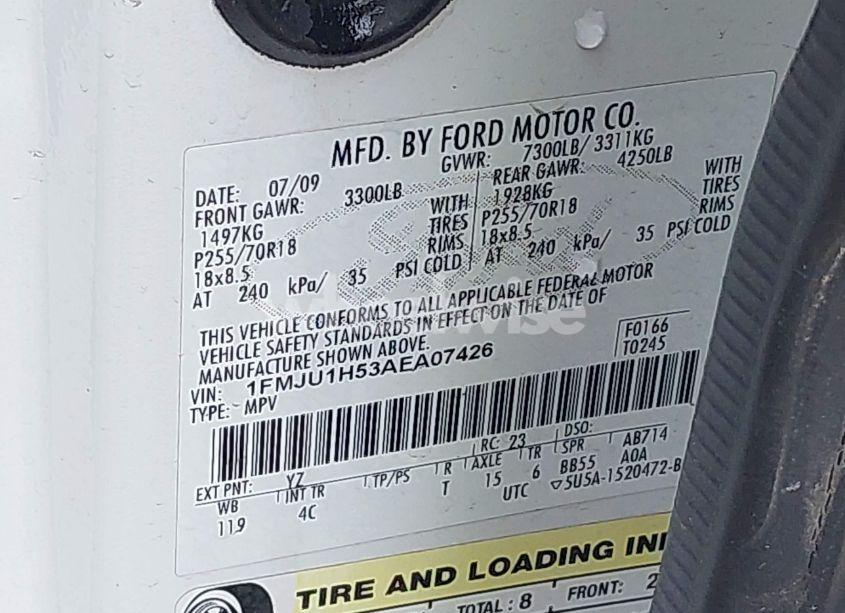 MFD. BY FORD MOTOR CO.
DATE: 07/09 GVWR: 7300LB/ 3311KG
FRONT GAWR: 3300LB WITH REAR GAWR: 4250LB WITH
1497KG TIRES 1928KG TIRES
P255/70R18 RIMS P255/70R18 RIMS
18x8.5 18x8.5
AT 240 kPa/ 35 PSI COLD AT 240 kPa/ 35 PSI COLD
THIS VEHICLE CONFORMS TO ALL APPLICABLE FEDERAL MOTOR
VEHICLE SAFETY STANDARDS IN EFFECT ON THE DATE OF
MANUFACTURE SHOWN ABOVE.
VIN: 1FMJU1H53AEA07426 F0166
TYPE: MPV T0245
EXT PNT: YZ RC: 23 DSO:
WB INT TR TP/PS R AXLE TR SPR AB714
119 4C T 15 6 BB55 A0A
UTC ▽5U5A-1520472-B
TIRE AND LOADING
TOTAL: 8 FRONT: 2